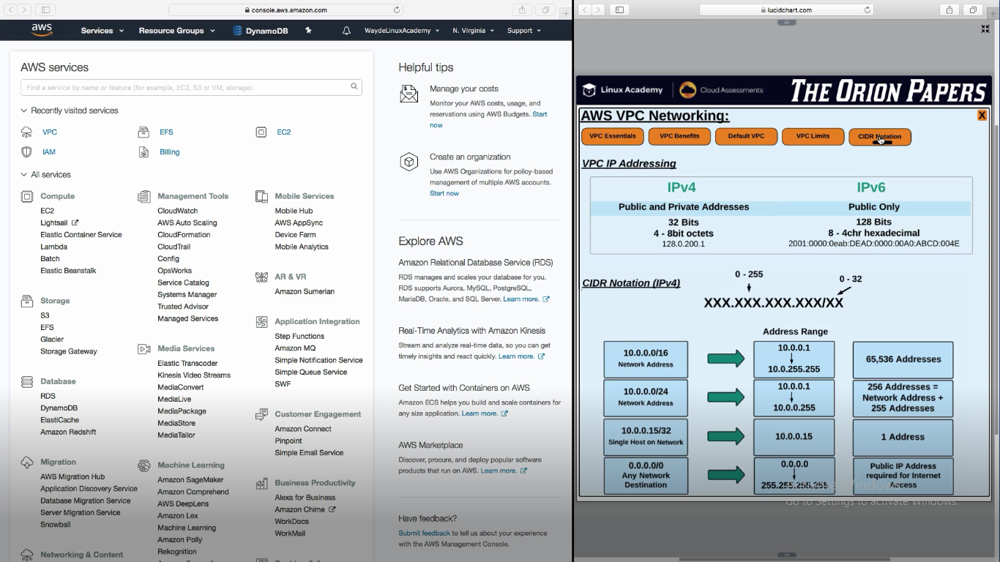 console.aws.amazon.com
aws
Services
Resource Groups
DynamoDB
WaydeLinuxAcademy
N. Virginia
Support
AWS services
Find a service by name or feature (for example, EC2, S3 or VM, storage).
Recently visited services
VPC
EFS
EC2
IAM
Billing
All services
Compute
EC2
Lightsail
Elastic Container Service
Lambda
Batch
Elastic Beanstalk
Storage
S3
EFS
Glacier
Storage Gateway
Database
RDS
DynamoDB
ElastiCache
Amazon Redshift
Migration
AWS Migration Hub
Application Discovery Service
Database Migration Service
Server Migration Service
Snowball
Networking & Content
Management Tools
CloudWatch
AWS Auto Scaling
CloudFormation
CloudTrail
Config
OpsWorks
Service Catalog
Systems Manager
Trusted Advisor
Managed Services
Media Services
Elastic Transcoder
Kinesis Video Streams
MediaConvert
MediaLive
MediaPackage
MediaStore
MediaTailor
Machine Learning
Amazon SageMaker
Amazon Comprehend
AWS DeepLens
Amazon Lex
Machine Learning
Amazon Polly
Rekognition
Mobile Services
Mobile Hub
AWS AppSync
Device Farm
Mobile Analytics
AR & VR
Amazon Sumerian
Application Integration
Step Functions
Amazon MQ
Simple Notification Service
Simple Queue Service
SWF
Customer Engagement
Amazon Connect
Pinpoint
Simple Email Service
Business Productivity
Alexa for Business
Amazon Chime
WorkDocs
WorkMail
Helpful tips
Manage your costs
Monitor your AWS costs, usage, and
reservations using AWS Budgets. Start
now
Create an organization
Use AWS Organizations for policy-based
management of multiple AWS accounts.
Start now
Explore AWS
Amazon Relational Database Service (RDS)
RDS manages and scales your database for you.
RDS supports Aurora, MySQL, PostgreSQL,
MariaDB, Oracle, and SQL Server. Learn more.
Real-Time Analytics with Amazon Kinesis
Stream and analyze real-time data, so you can get
timely insights and react quickly. Learn more.
Get Started with Containers on AWS
Amazon ECS helps you build and scale containers for
any size application. Learn more.
AWS Marketplace
Discover, procure, and deploy popular software
products that run on AWS. Learn more.
Have feedback?
Submit feedback to tell us about your experience
with the AWS Management Console.
lucidchart.com
Linux Academy
Cloud Assessments
THE ORION PAPERS
AWS VPC Networking:
X
VPC Essentials
VPC Benefits
Default VPC
VPC Limits
CIDR Notation
VPC IP Addressing
IPv4
IPv6
Public and Private Addresses
Public Only
32 Bits
128 Bits
4 - 8bit octets
8 - 4chr hexadecimal
128.0.200.1
2001:0000:0eab:DEAD:0000:00A0:ABCD:004E
CIDR Notation (IPv4)
0 - 255
0 - 32
XXX.XXX.XXX.XXX/XX
Address Range
10.0.0.0/16
Network Address
10.0.0.1
10.0.255.255
65,536 Addresses
10.0.0.0/24
Network Address
10.0.0.1
10.0.0.255
256 Addresses =
Network Address +
255 Addresses
10.0.0.15/32
Single Host on Network
10.0.0.15
1 Address
0.0.0.0/0
Any Network
Destination
0.0.0.0
Public IP Address
required for Internet
Access
Go to Settings to activate Windows.